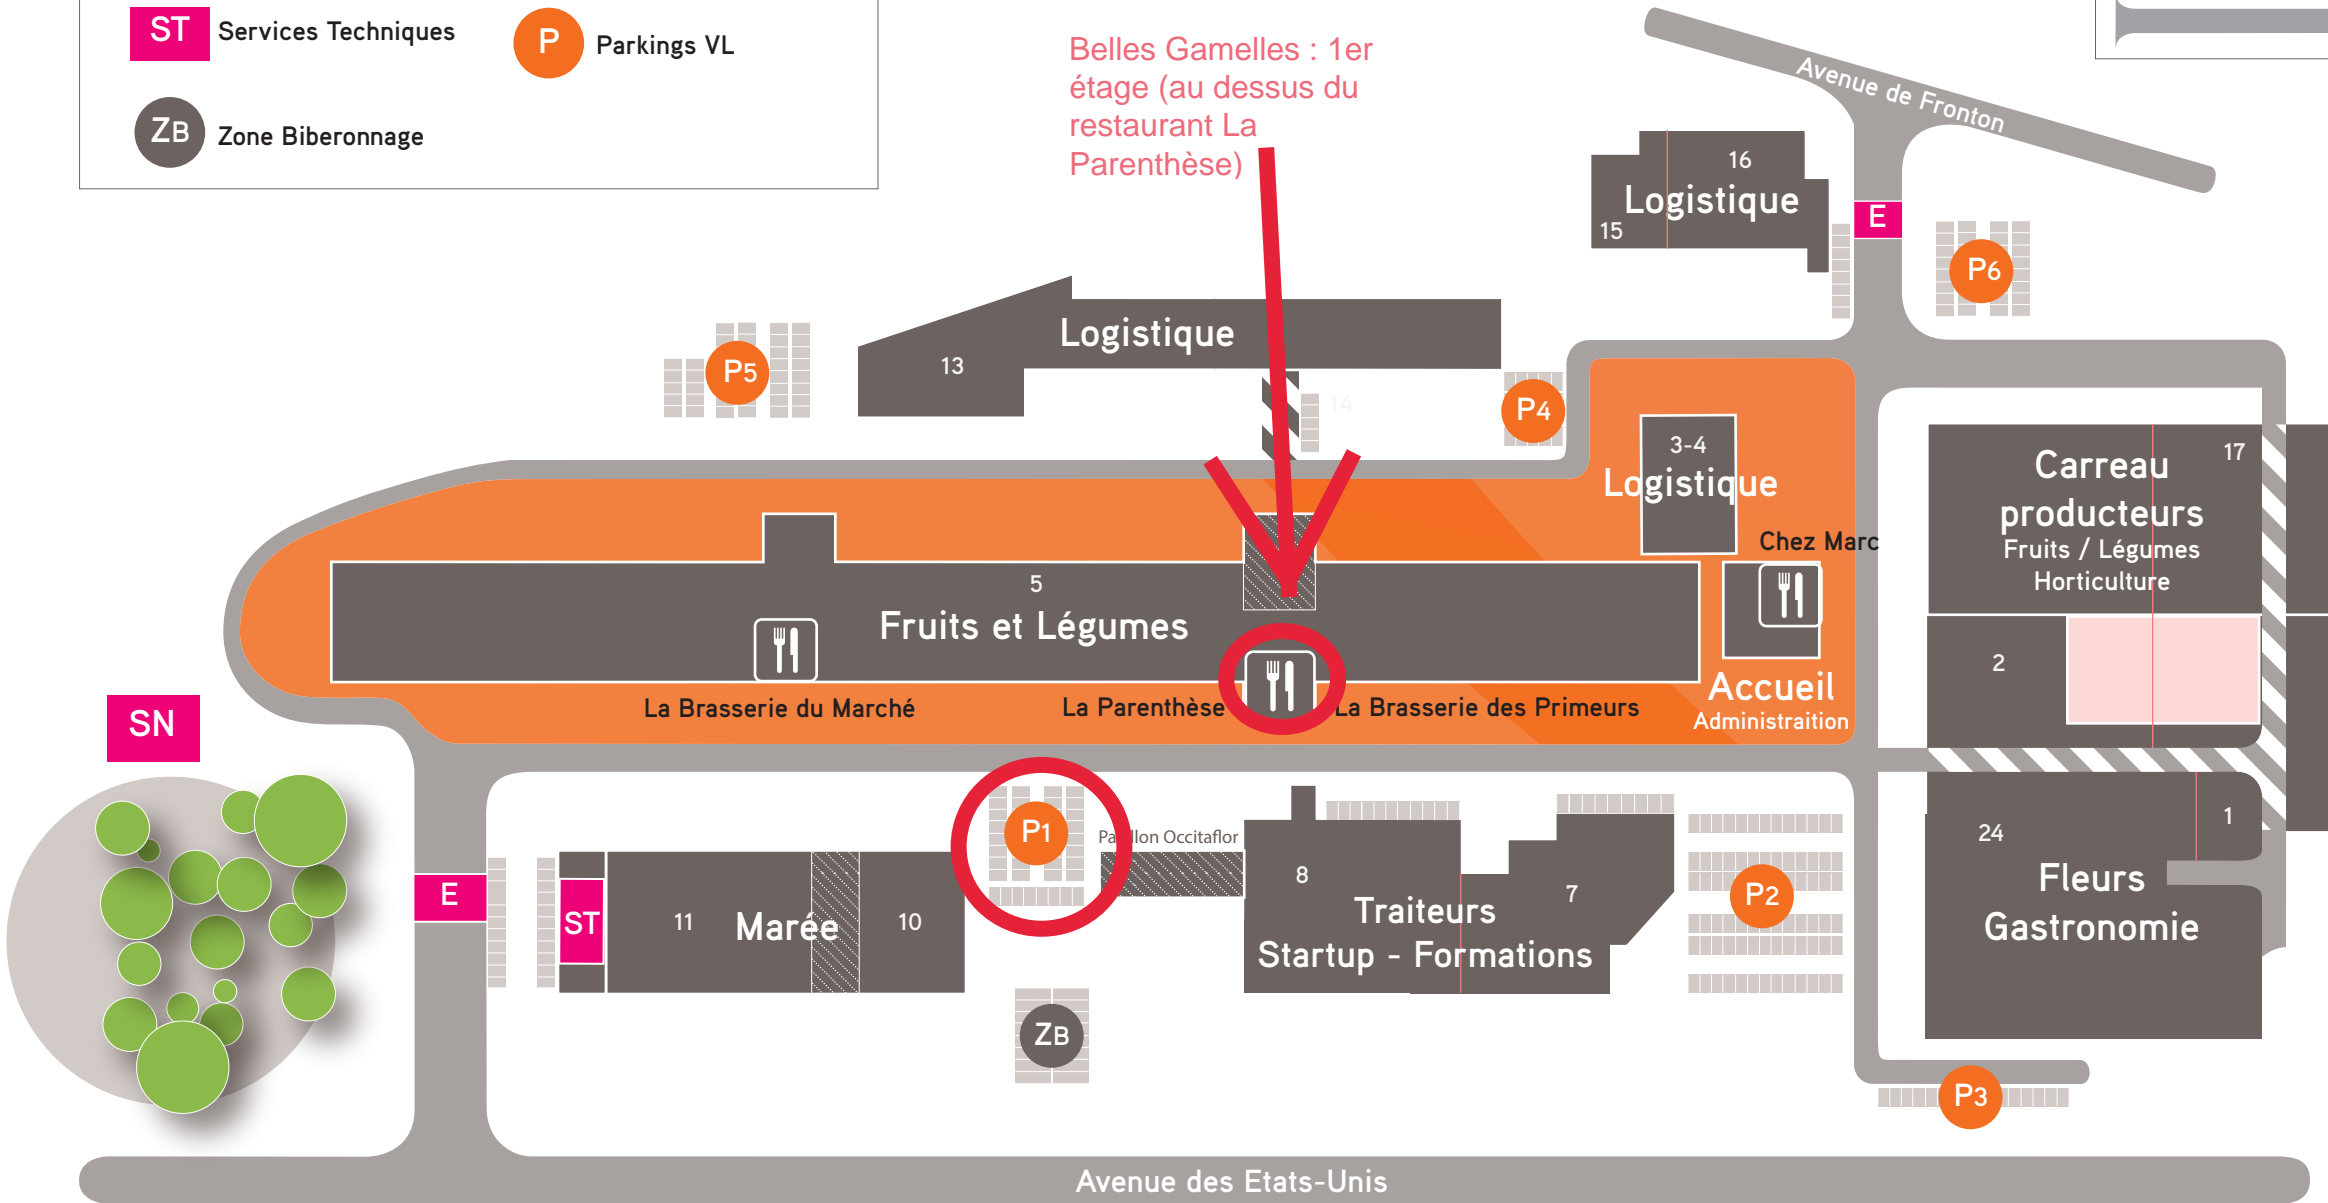 ST Services Techniques
P Parkings VL
ZB Zone Biberonnage
Belles Gamelles : 1er
étage (au dessus du
restaurant La
Parenthèse)
Avenue de Fronton
16
Logistique
15
E
P6
Logistique
13
P5
14
P4
3-4
Logistique
Chez Marc
17
Carreau
producteurs
Fruits / Légumes
Horticulture
2
5
Fruits et Légumes
La Brasserie du Marché
La Parenthèse
La Brasserie des Primeurs
Accueil
Administraition
SN
E
ST
11
Marée
10
P1
Pavillon Occitaflor
8
7
Traiteurs
Startup - Formations
P2
24
1
Fleurs
Gastronomie
ZB
P3
Avenue des Etats-Unis